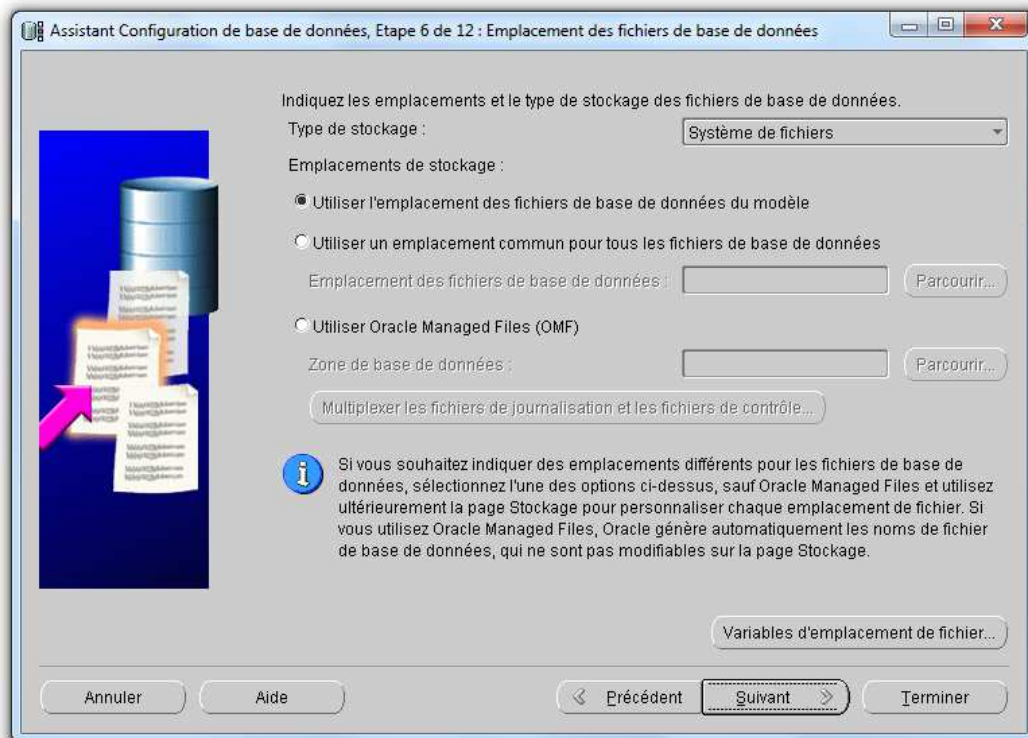 Assistant Configuration de base de données, Etape 6 de 12 : Emplacement des fichiers de base de données
Indiquez les emplacements et le type de stockage des fichiers de base de données.
Type de stockage :
Système de fichiers
Emplacements de stockage :
Utiliser l'emplacement des fichiers de base de données du modèle
Utiliser un emplacement commun pour tous les fichiers de base de données
Emplacement des fichiers de base de données :
Parcourir...
Utiliser Oracle Managed Files (OMF)
Zone de base de données :
Parcourir...
Multiplexer les fichiers de journalisation et les fichiers de contrôle...
Si vous souhaitez indiquer des emplacements différents pour les fichiers de base de
données, sélectionnez l'une des options ci-dessus, sauf Oracle Managed Files et utilisez
ultérieurement la page Stockage pour personnaliser chaque emplacement de fichier. Si
vous utilisez Oracle Managed Files, Oracle génère automatiquement les noms de fichier
de base de données, qui ne sont pas modifiables sur la page Stockage.
Variables d'emplacement de fichier...
Annuler
Aide
Précédent
Suivant
Terminer